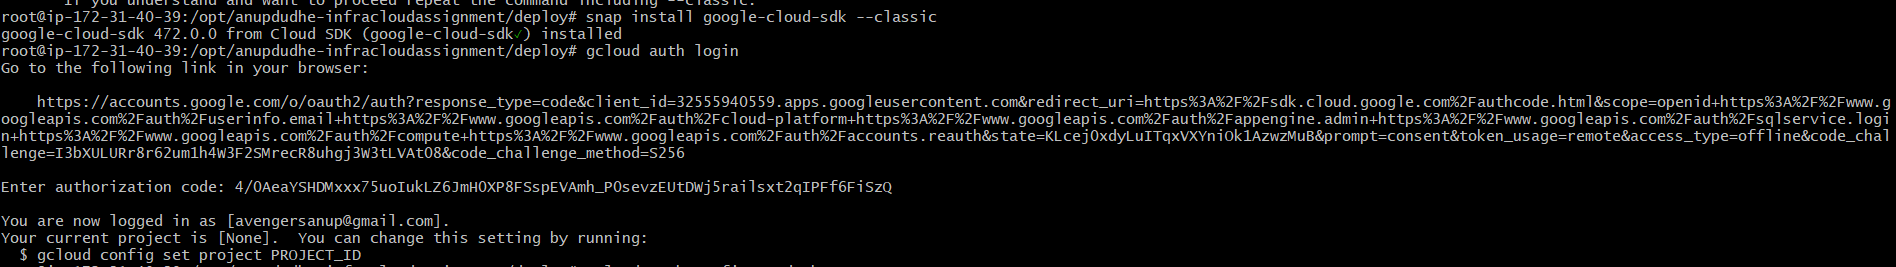 if you understand and want to proceed repeat the command including --classic.
root@ip-172-31-40-39:/opt/anupdudhe-infracloudassignment/deploy# snap install google-cloud-sdk --classic
google-cloud-sdk 472.0.0 from Cloud SDK (google-cloud-sdk✓) installed
root@ip-172-31-40-39:/opt/anupdudhe-infracloudassignment/deploy# gcloud auth login
Go to the following link in your browser:
https://accounts.google.com/o/oauth2/auth?response_type=code&client_id=32555940559.apps.googleusercontent.com&redirect_uri=https%3A%2F%2Fsdk.cloud.google.com%2Fauthcode.html&scope=openid+https%3A%2F%2Fwww.g
oogleapis.com%2Fauth%2Fuserinfo.email+https%3A%2F%2Fwww.googleapis.com%2Fauth%2Fcloud-platform+https%3A%2F%2Fwww.googleapis.com%2Fauth%2Fappengine.admin+https%3A%2F%2Fwww.googleapis.com%2Fauth%2Fsqlservice.logi
n+https%3A%2F%2Fwww.googleapis.com%2Fauth%2Fcompute+https%3A%2F%2Fwww.googleapis.com%2Fauth%2Faccounts.reauth&state=KLcejOxdyLuITqxVXYniOk1AzwzMuB&prompt=consent&token_usage=remote&access_type=offline&code_chal
lenge=I3bXULURr8r62um1h4W3F2SMrecR8uhgj3W3tLVAtO8&code_challenge_method=S256
Enter authorization code: 4/0AeaYSHDMxxx75uoIukLZ6JmH0XP8FSspEVAmh_P0sevzEUtDWj5railsxt2qIPFf6FiSzQ
You are now logged in as [avengersanup@gmail.com].
Your current project is [None].  You can change this setting by running:
$ gcloud config set project PROJECT_ID